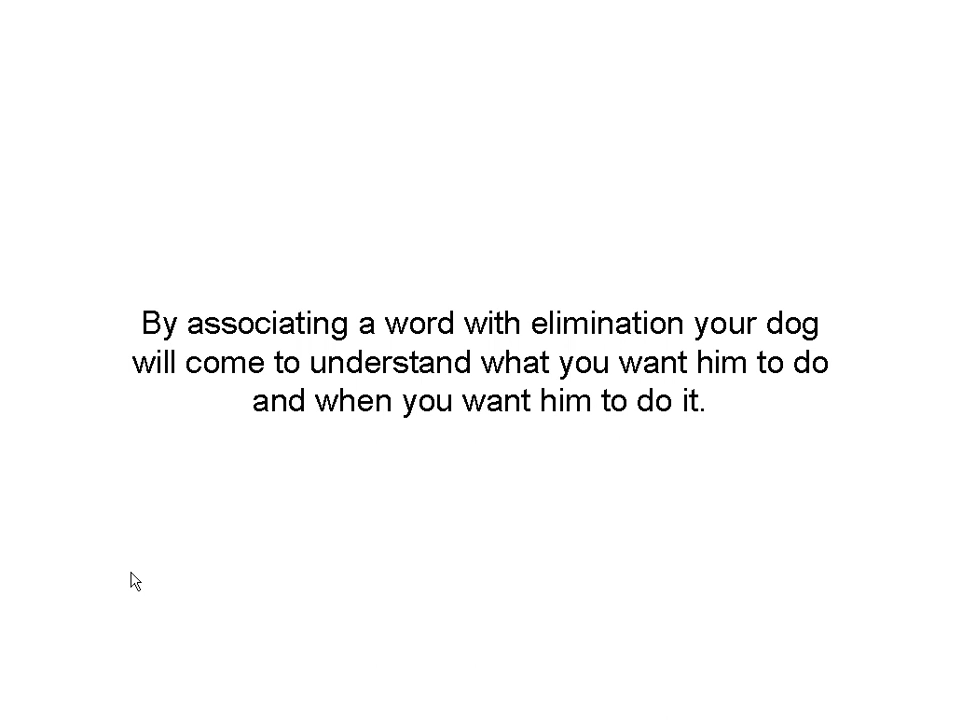 By associating a word with elimination your dog
will come to understand what you want him to do
and when you want him to do it.